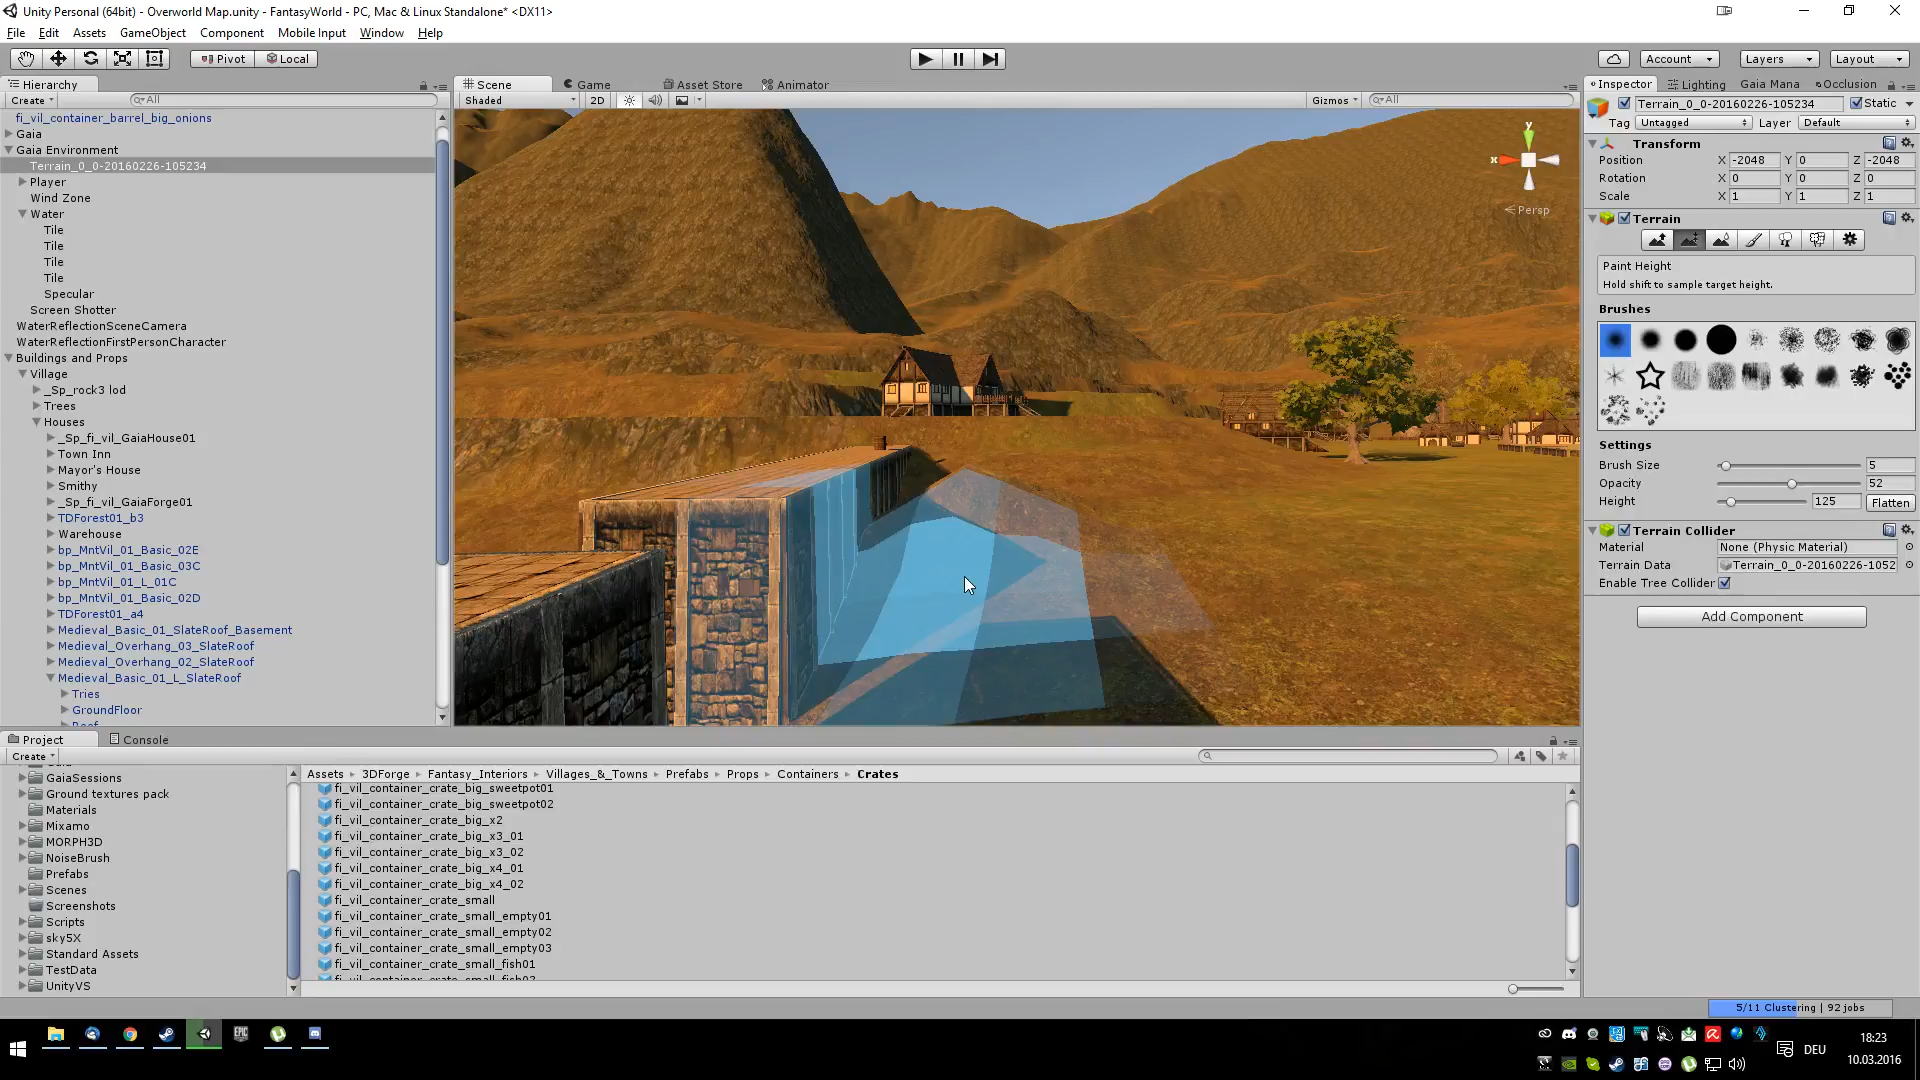 Unity Personal (64bit) - Overworld Map.unity - FantasyWorld - PC, Mac & Linux Standalone* <DX11>
File Edit Assets GameObject Component Mobile Input Window Help
Pivot Local Account Layers Layout
Hierarchy
Create All
fi_vil_container_barrel_big_onions
Gaia
Gaia Environment
Terrain_0_0-20160226-105234
Player
Wind Zone
Water
Tile
Tile
Tile
Tile
Specular
Screen Shotter
WaterReflectionSceneCamera
WaterReflectionFirstPersonCharacter
Buildings and Props
Village
_Sp_rock3 lod
Trees
Houses
_Sp_fi_vil_GaiaHouse01
Town Inn
Mayor's House
Smithy
_Sp_fi_vil_GaiaForge01
TDForest01_b3
Warehouse
bp_MntVil_01_Basic_02E
bp_MntVil_01_Basic_03C
bp_MntVil_01_L_01C
bp_MntVil_01_Basic_02D
TDForest01_a4
Medieval_Basic_01_SlateRoof_Basement
Medieval_Overhang_03_SlateRoof
Medieval_Overhang_02_SlateRoof
Medieval_Basic_01_L_SlateRoof
Tries
GroundFloor
Roof
Scene Game Asset Store Animator
Shaded 2D Gizmos All
y
x
Persp
Inspector Lighting Gaia Mana Occlusion
Terrain_0_0-20160226-105234 Static
Tag Untagged Layer Default
Transform
Position X -2048 Y 0 Z -2048
Rotation X 0 Y 0 Z 0
Scale X 1 Y 1 Z 1
Terrain
Paint Height
Hold shift to sample target height.
Brushes
Settings
Brush Size 5
Opacity 52
Height 125 Flatten
Terrain Collider
Material None (Physic Material)
Terrain Data Terrain_0_0-20160226-1052
Enable Tree Collider
Add Component
Project Console
Create
GaiaSessions
Ground textures pack
Materials
Mixamo
MORPH3D
NoiseBrush
Prefabs
Scenes
Screenshots
Scripts
sky5X
Standard Assets
TestData
UnityVS
Assets 3DForge Fantasy_Interiors Villages_&_Towns Prefabs Props Containers Crates
fi_vil_container_crate_big_sweetpot01
fi_vil_container_crate_big_sweetpot02
fi_vil_container_crate_big_x2
fi_vil_container_crate_big_x3_01
fi_vil_container_crate_big_x3_02
fi_vil_container_crate_big_x4_01
fi_vil_container_crate_big_x4_02
fi_vil_container_crate_small
fi_vil_container_crate_small_empty01
fi_vil_container_crate_small_empty02
fi_vil_container_crate_small_empty03
fi_vil_container_crate_small_fish01
5/11 Clustering | 92 jobs
EPIC
DEU
18:23
10.03.2016